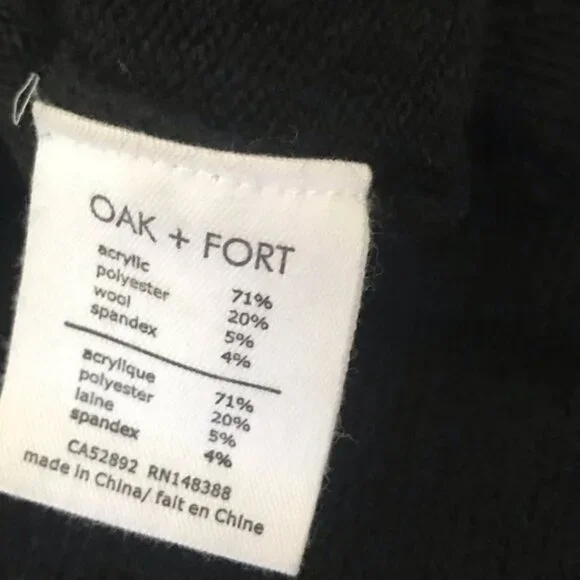 OAK + FORT
acrylic 71%
polyester 20%
wool 5%
spandex 4%
acrylique 71%
polyester 20%
laine 5%
spandex 4%
CA52892 RN148388
made in China/ fait en Chine